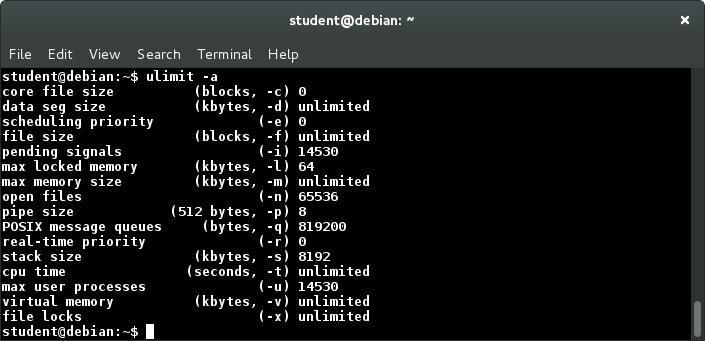 student@debian: ~ ×
File Edit View Search Terminal Help
student@debian:~$ ulimit -a
core file size          (blocks, -c) 0
data seg size           (kbytes, -d) unlimited
scheduling priority             (-e) 0
file size               (blocks, -f) unlimited
pending signals                 (-i) 14530
max locked memory       (kbytes, -l) 64
max memory size         (kbytes, -m) unlimited
open files                      (-n) 65536
pipe size            (512 bytes, -p) 8
POSIX message queues     (bytes, -q) 819200
real-time priority              (-r) 0
stack size              (kbytes, -s) 8192
cpu time               (seconds, -t) unlimited
max user processes              (-u) 14530
virtual memory          (kbytes, -v) unlimited
file locks                      (-x) unlimited
student@debian:~$